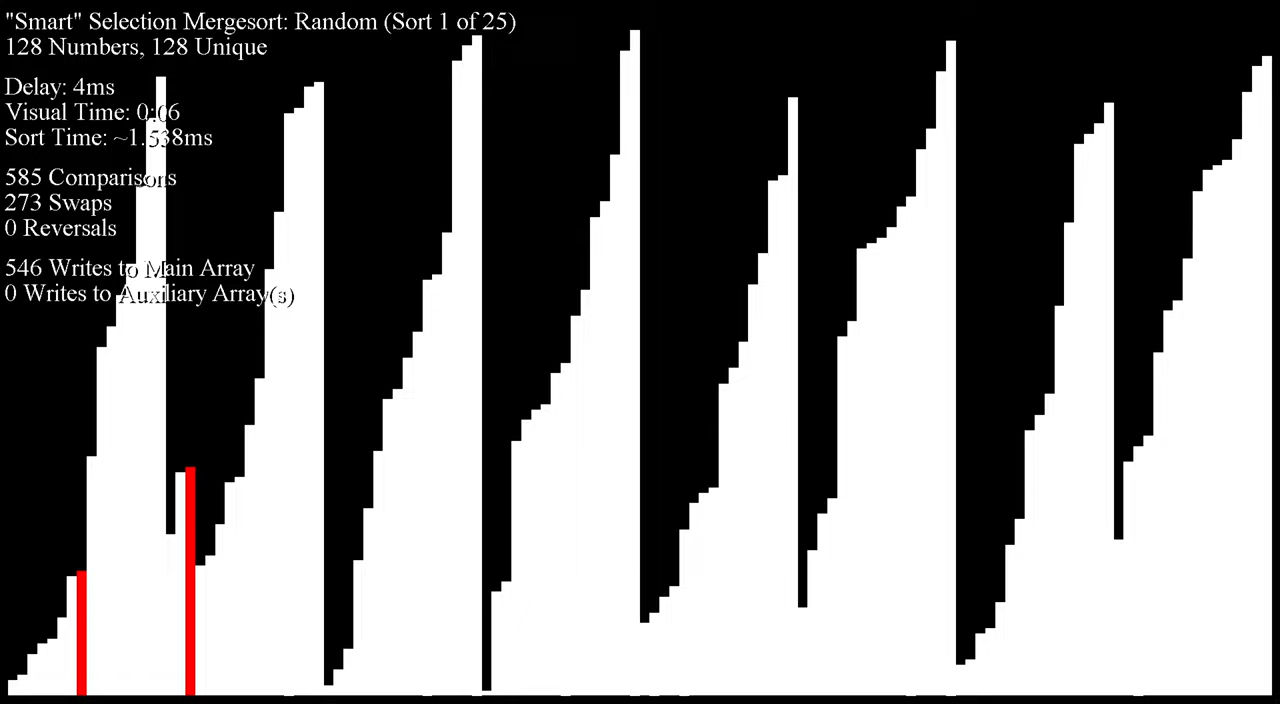 "Smart" Selection Mergesort: Random (Sort 1 of 25)
128 Numbers, 128 Unique
Delay: 4ms
Visual Time: 0:06
Sort Time: ~1.538ms
585 Comparisons
273 Swaps
0 Reversals
546 Writes to Main Array
0 Writes to Auxiliary Array(s)